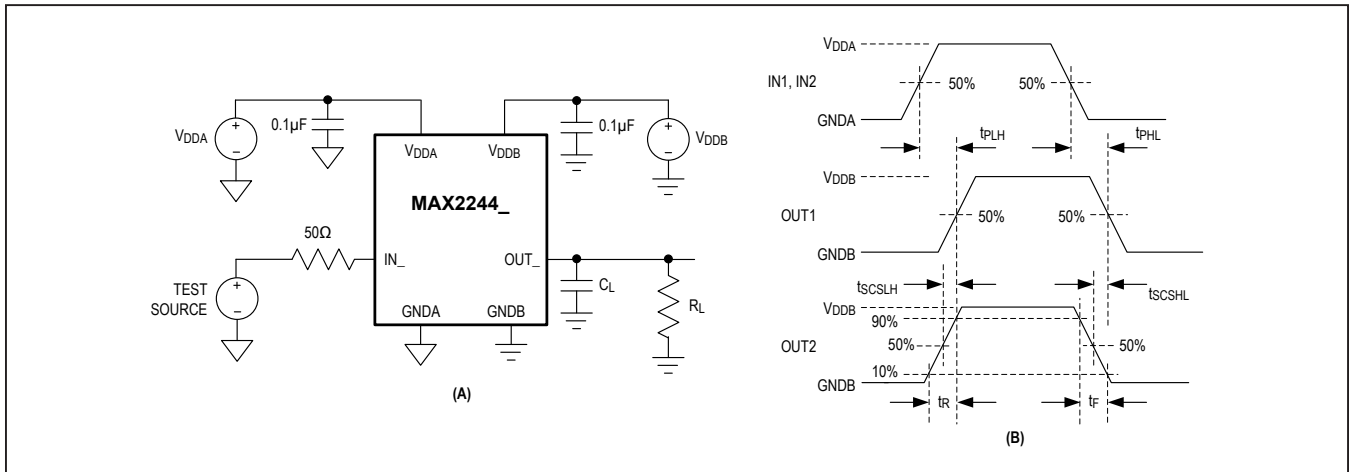 VDDA
0.1µF
VDDA
VDDB
0.1µF
VDDB
MAX2244_
50Ω
TEST
SOURCE
IN_
OUT_
GNDA
GNDB
CL
RL
(A)
VDDA
IN1, IN2
50%
50%
GNDA
tPLH
tPHL
VDDB
OUT1
50%
50%
GNDB
tSCSLH
tSCSHL
VDDB
90%
50%
50%
OUT2
10%
GNDB
tR
tF
(B)